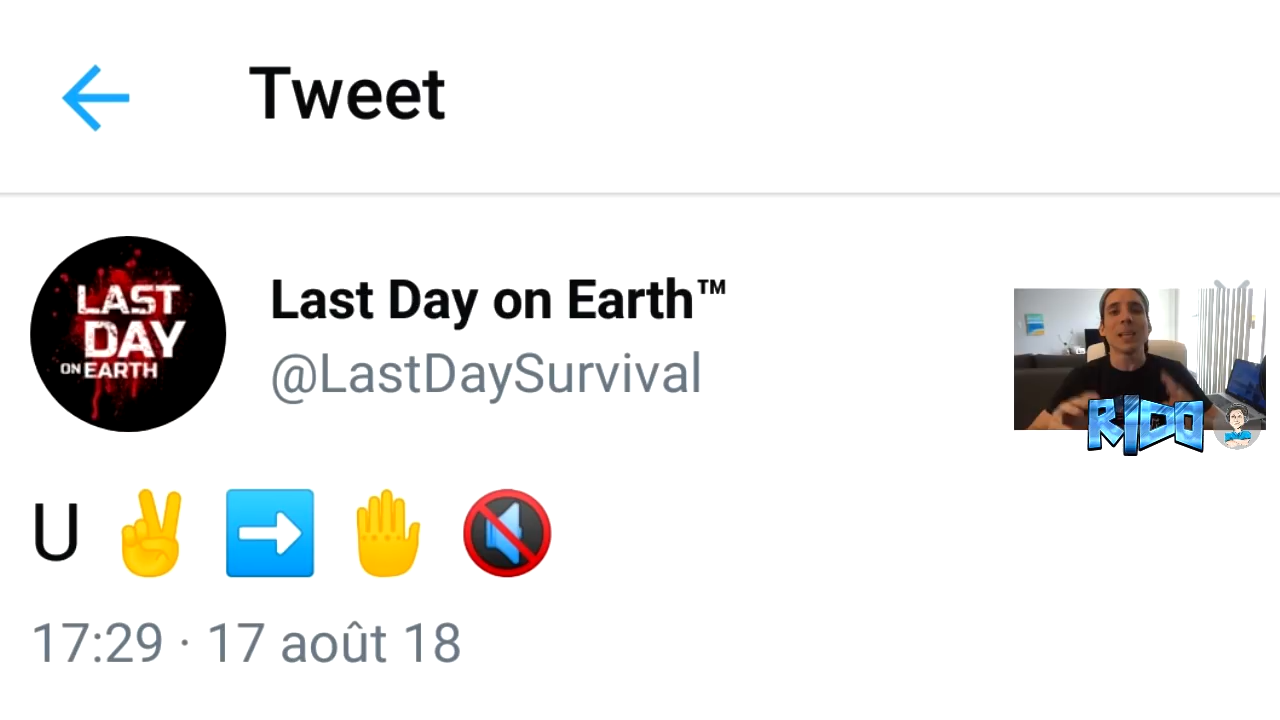 Tweet
LAST
DAY
ON EARTH
Last Day on Earth™
@LastDaySurvival
RIDO
U ✌️ ➡️ 🤚 🔇
17:29 · 17 août 18